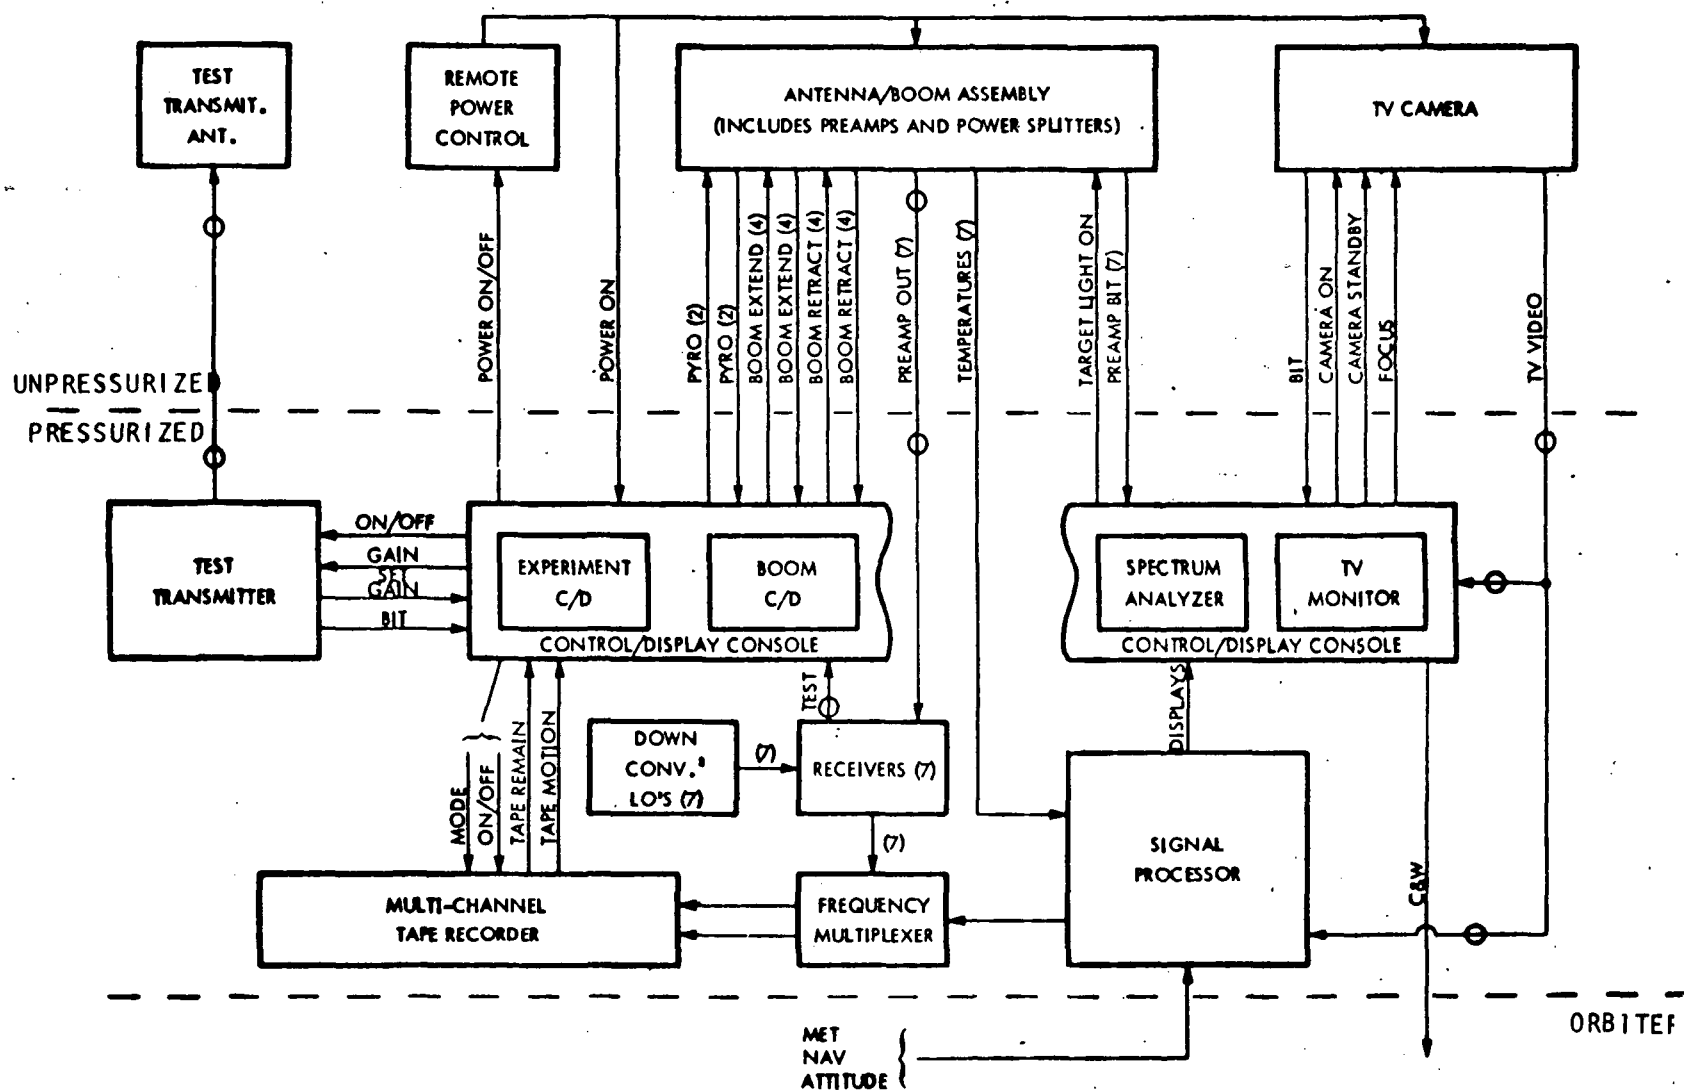 TEST
TRANSMIT.
ANT.
REMOTE
POWER
CONTROL
ANTENNA/BOOM ASSEMBLY
(INCLUDES PREAMPS AND POWER SPLITTERS)
TV CAMERA
POWER ON/OFF
POWER ON
PYRO (2)
PYRO (2)
BOOM EXTEND (4)
BOOM EXTEND (4)
BOOM RETRACT (4)
BOOM RETRACT (4)
PREAMP OUT (7)
TEMPERATURES (7)
TARGET LIGHT ON
PREAMP BIT (7)
BIT
CAMERA ON
CAMERA STANDBY
FOCUS
TV VIDEO
UNPRESSURIZE
PRESSURIZED
TEST
TRANSMITTER
ON/OFF
GAIN
SET
GAIN
BIT
EXPERIMENT
C/D
BOOM
C/D
CONTROL/DISPLAY CONSOLE
SPECTRUM
ANALYZER
TV
MONITOR
CONTROL/DISPLAY CONSOLE
MODE
ON/OFF
TAPE REMAIN
TAPE MOTION
TEST
DISPLAYS
DOWN
CONV.
LO'S (7)
(7)
RECEIVERS (7)
(7)
SIGNAL
PROCESSOR
C&W
MULTI-CHANNEL
TAPE RECORDER
FREQUENCY
MULTIPLEXER
ORBITER
MET
NAV
ATTITUDE